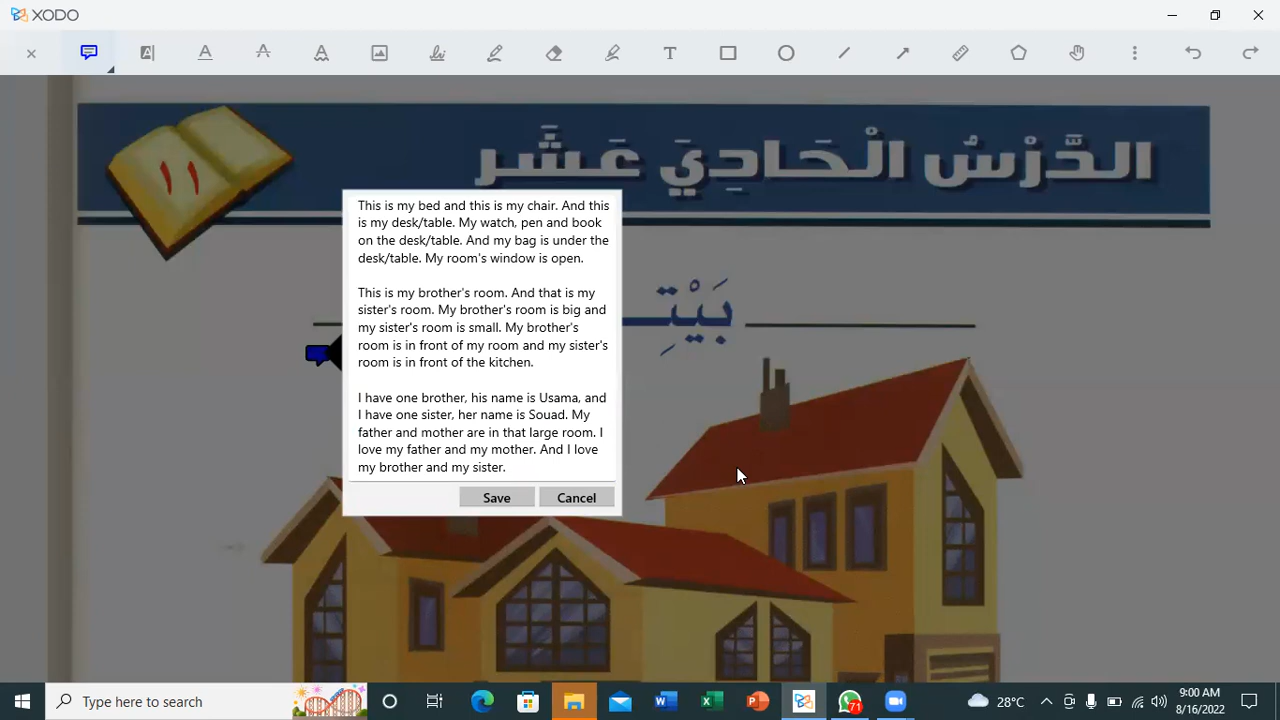 XODO
الدَّرْسُ الْحَادِيَ عَشَر
١١
بَيْتِي
This is my bed and this is my chair. And this
is my desk/table. My watch, pen and book
on the desk/table. And my bag is under the
desk/table. My room's window is open.
This is my brother's room. And that is my
sister's room. My brother's room is big and
my sister's room is small. My brother's
room is in front of my room and my sister's
room is in front of the kitchen.
I have one brother, his name is Usama, and
I have one sister, her name is Souad. My
father and mother are in that large room. I
love my father and my mother. And I love
my brother and my sister.
Save Cancel
Type here to search
71
28°C
9:00 AM
8/16/2022